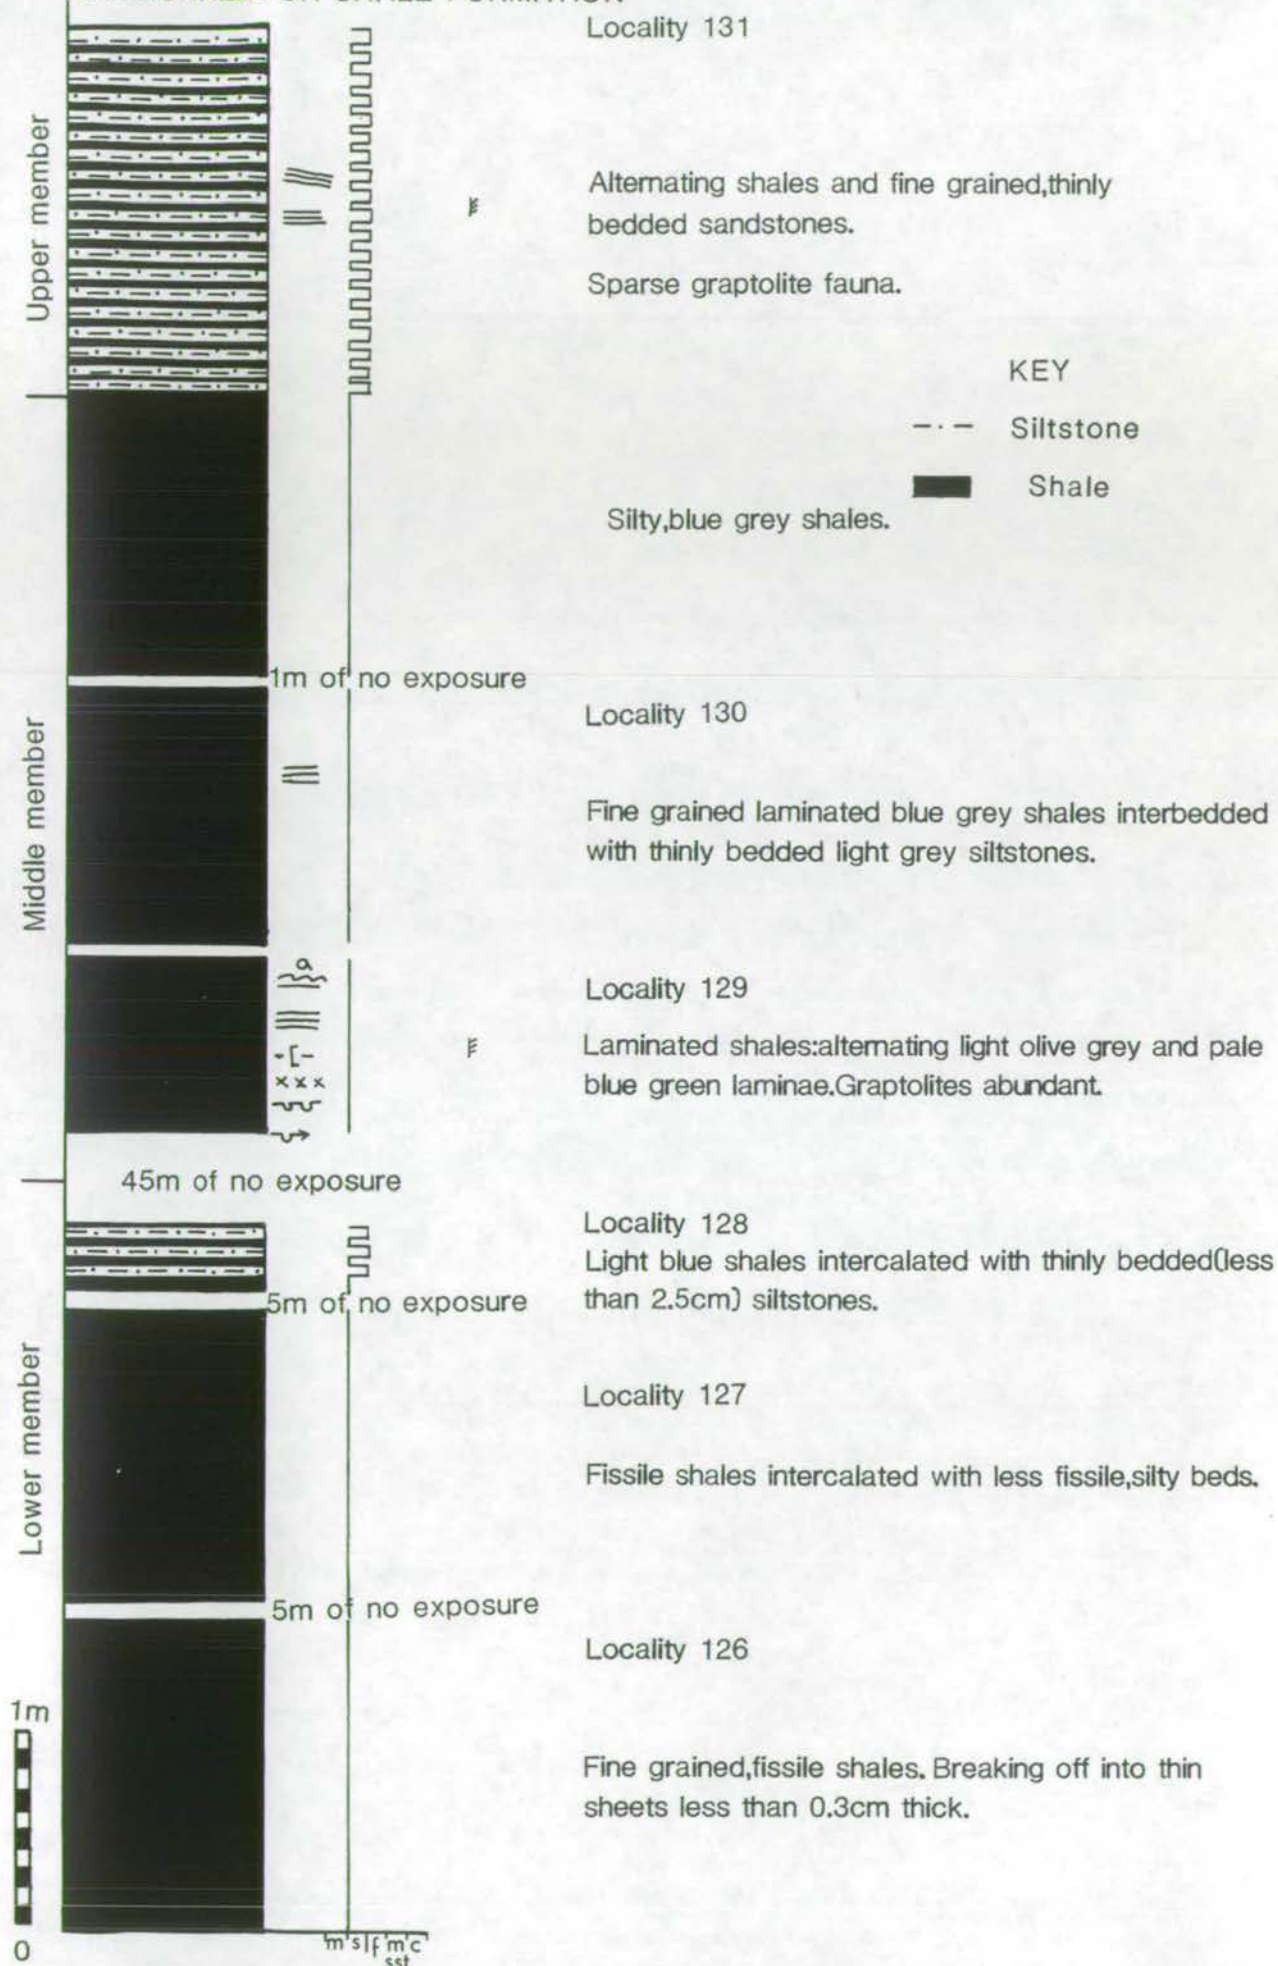 Locality 131
Upper member
Alternating shales and fine grained,thinly
bedded sandstones.
Sparse graptolite fauna.
KEY
Siltstone
Shale
Silty,blue grey shales.
1m of no exposure
Middle member
Locality 130
Fine grained laminated blue grey shales interbedded
with thinly bedded light grey siltstones.
Locality 129
Laminated shales:alternating light olive grey and pale
blue green laminae.Graptolites abundant.
45m of no exposure
Locality 128
Light blue shales intercalated with thinly bedded(less
than 2.5cm) siltstones.
5m of no exposure
Lower member
Locality 127
Fissile shales intercalated with less fissile,silty beds.
5m of no exposure
Locality 126
1m
Fine grained,fissile shales. Breaking off into thin
sheets less than 0.3cm thick.
0
m s f m c
sst